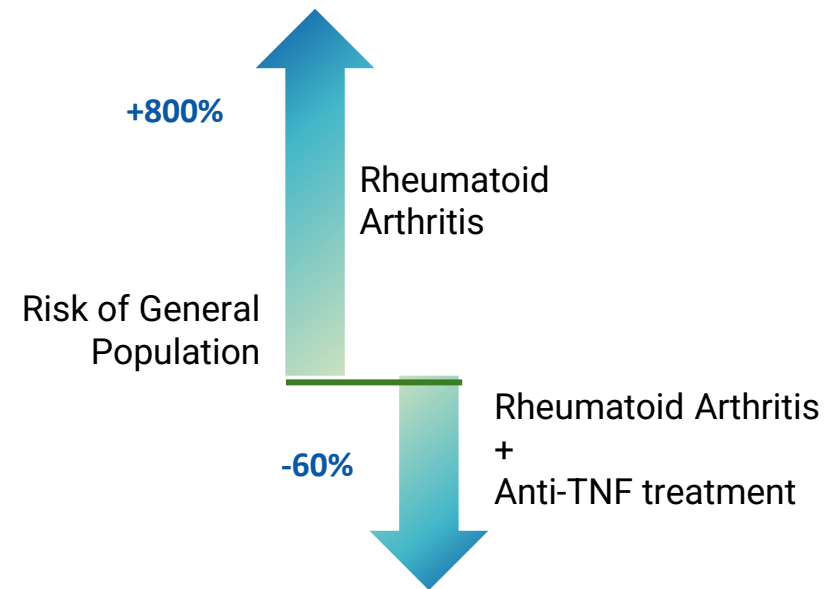 +800%
Rheumatoid
Arthritis
Risk of General
Population
Rheumatoid Arthritis
+
Anti-TNF treatment
-60%